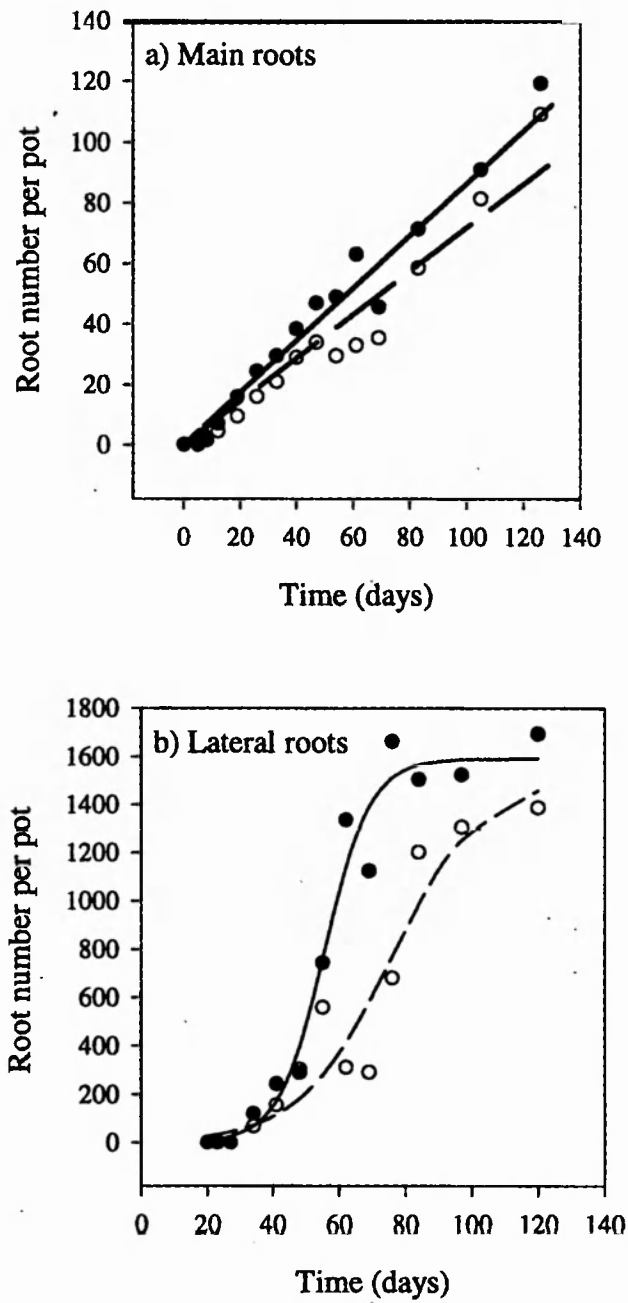 140
a) Main roots
120
100
80
60
40
20
0
Root number per pot
0 20 40 60 80 100 120 140
Time (days)
1800
b) Lateral roots
1600
1400
1200
1000
800
600
400
200
0
Root number per pot
0 20 40 60 80 100 120 140
Time (days)